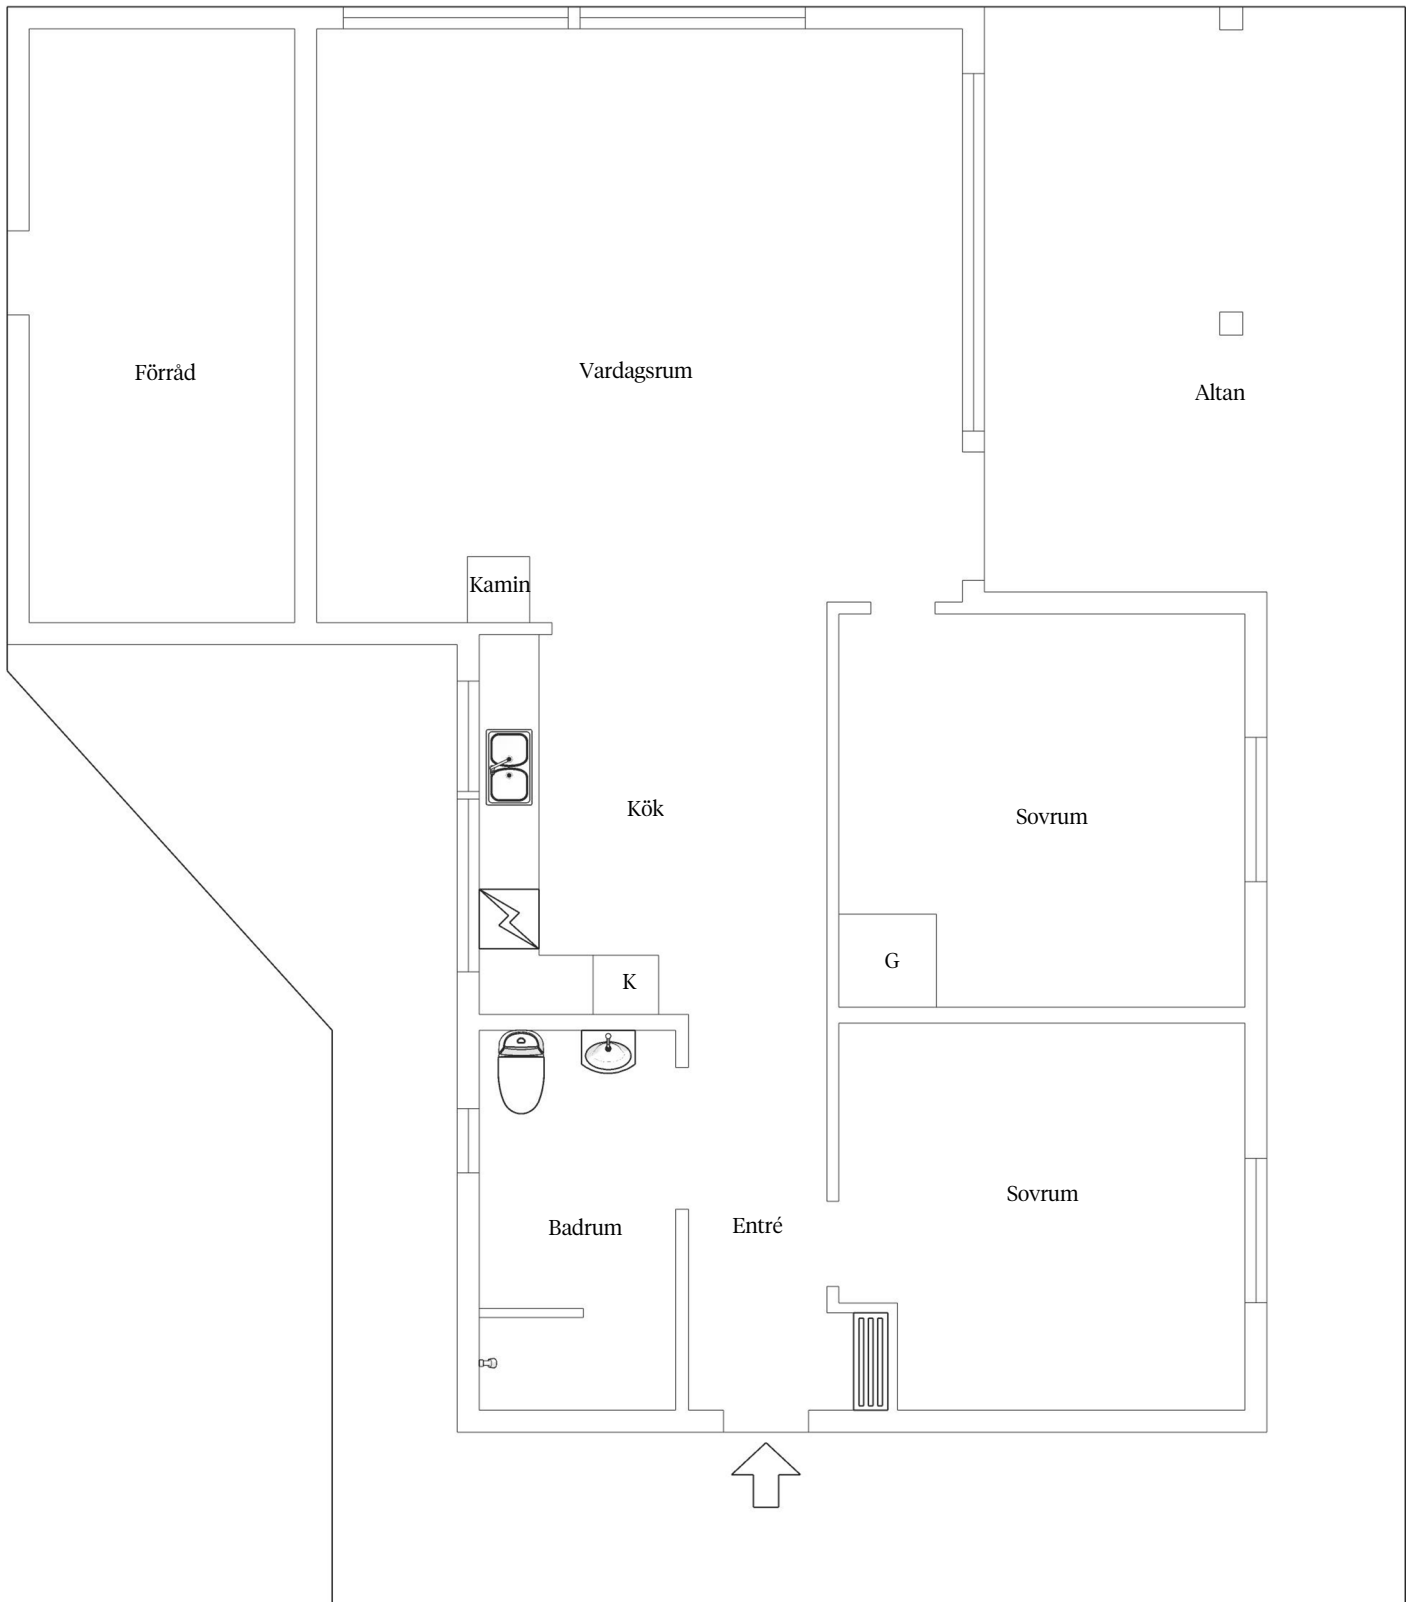 Förråd
Vardagsrum
Altan
Kamin
Kök
Sovrum
G
K
Sovrum
Badrum
Entré